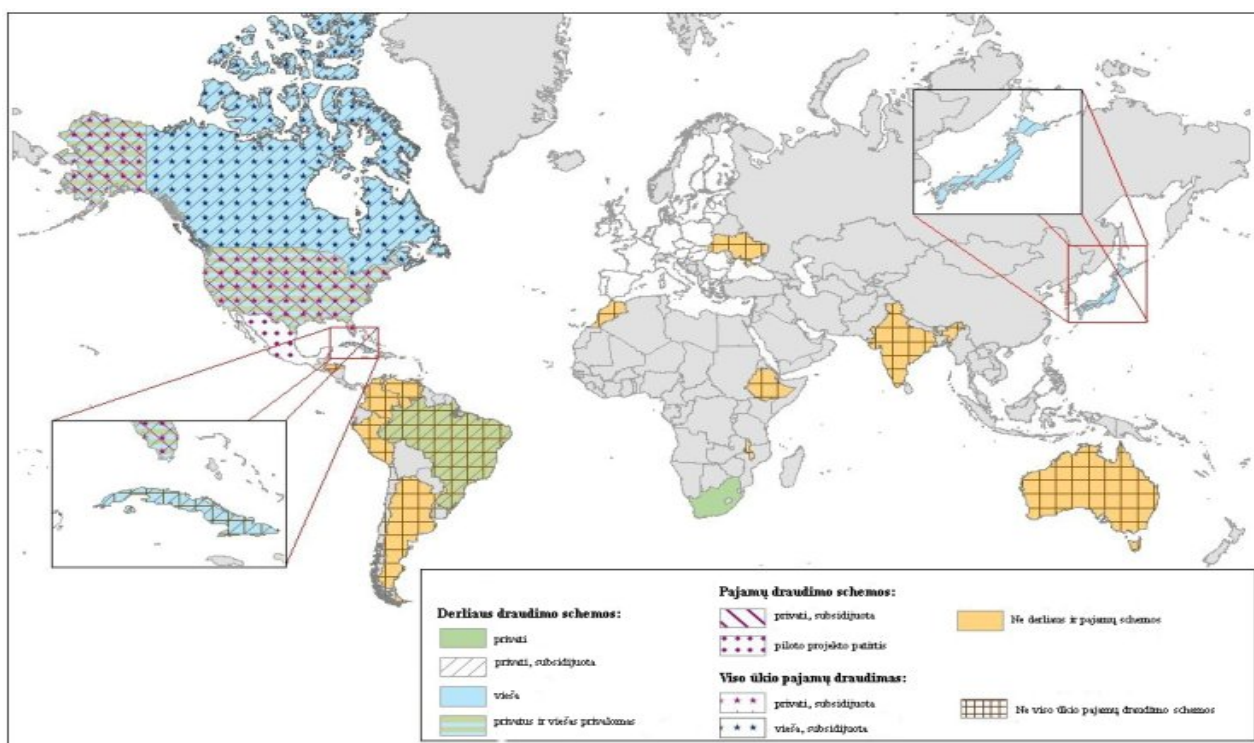 Derliaus draudimo schemos:
privati
privati, subsidijuota
vieša
privatus ir viešas privalomas
Pajamų draudimo schemos:
privati, subsidijuota
piloto projekto patirtis
Viso ūkio pajamų draudimas:
privati, subsidijuota
vieša, subsidijuota
Ne derliaus ir pajamų schemos
Ne viso ūkio pajamų draudimo schemos